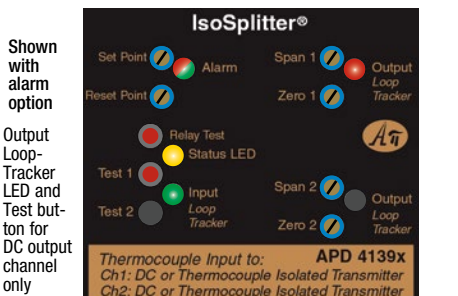 IsoSplitter®
Shown
with
alarm
option
Output
Loop-
Tracker
LED and
Test but-
ton for
DC output
channel
only
Set Point
Alarm
Reset Point
Span 1
Output
Loop
Tracker
Zero 1
Relay Test
Status LED
Test 1
Input
Loop
Tracker
Test 2
Span 2
Output
Loop
Tracker
Zero 2
Thermocouple Input to: APD 4139x
Ch1: DC or Thermocouple Isolated Transmitter
Ch2: DC or Thermocouple Isolated Transmitter